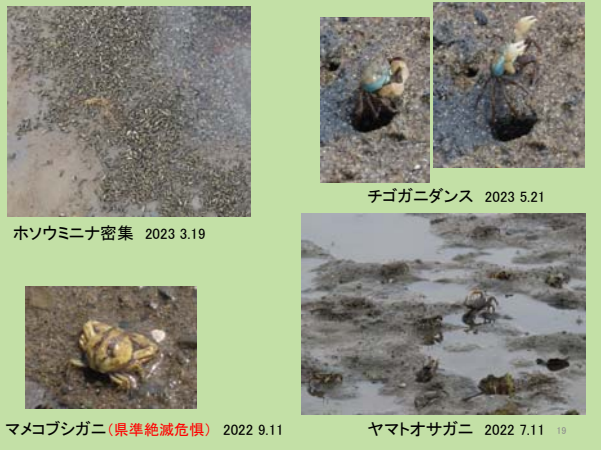 チゴガニダンス 2023 5.21
ホソウミニナ密集 2023 3.19
マメコブシガニ(県準絶滅危惧) 2022 9.11
ヤマトオサガニ 2022 7.11
19